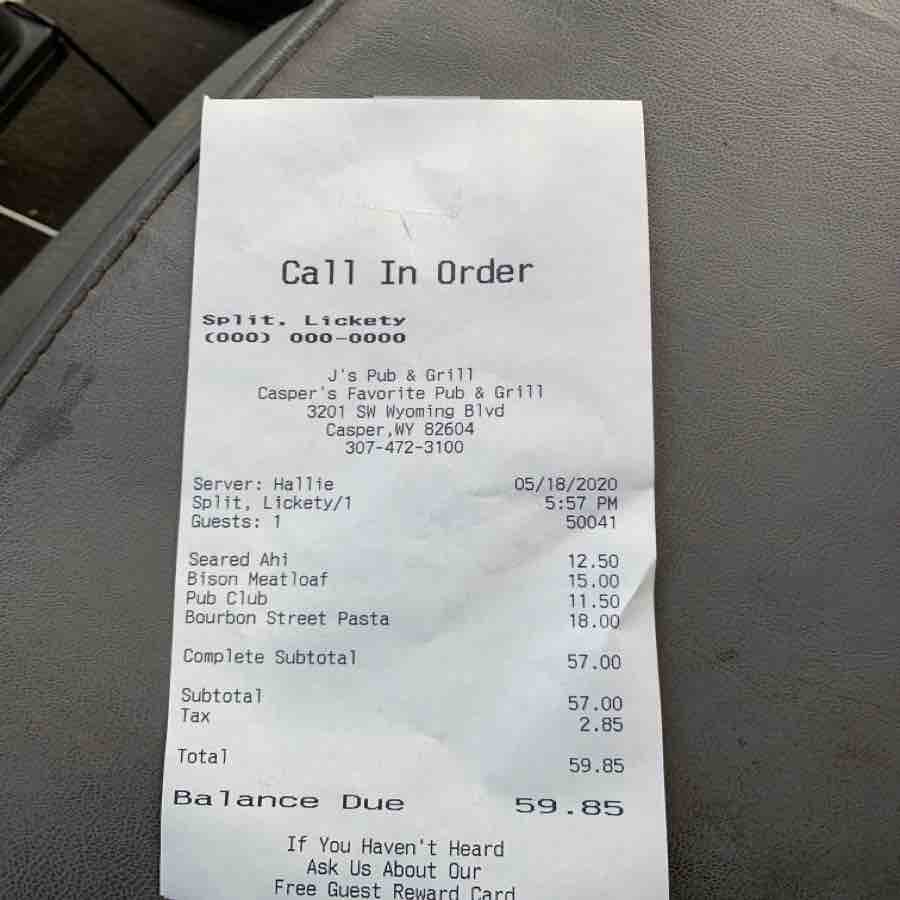 Call In Order
Split, Lickety
(000) 000-0000
J's Pub & Grill
Casper's Favorite Pub & Grill
3201 SW Wyoming Blvd
Casper,WY 82604
307-472-3100
Server: Hallie 05/18/2020
Split, Lickety/1 5:57 PM
Guests: 1 50041
Seared Ahi 12.50
Bison Meatloaf 15.00
Pub Club 11.50
Bourbon Street Pasta 18.00
Complete Subtotal 57.00
Subtotal 57.00
Tax 2.85
Total 59.85
Balance Due 59.85
If You Haven't Heard
Ask Us About Our
Free Guest Reward Card